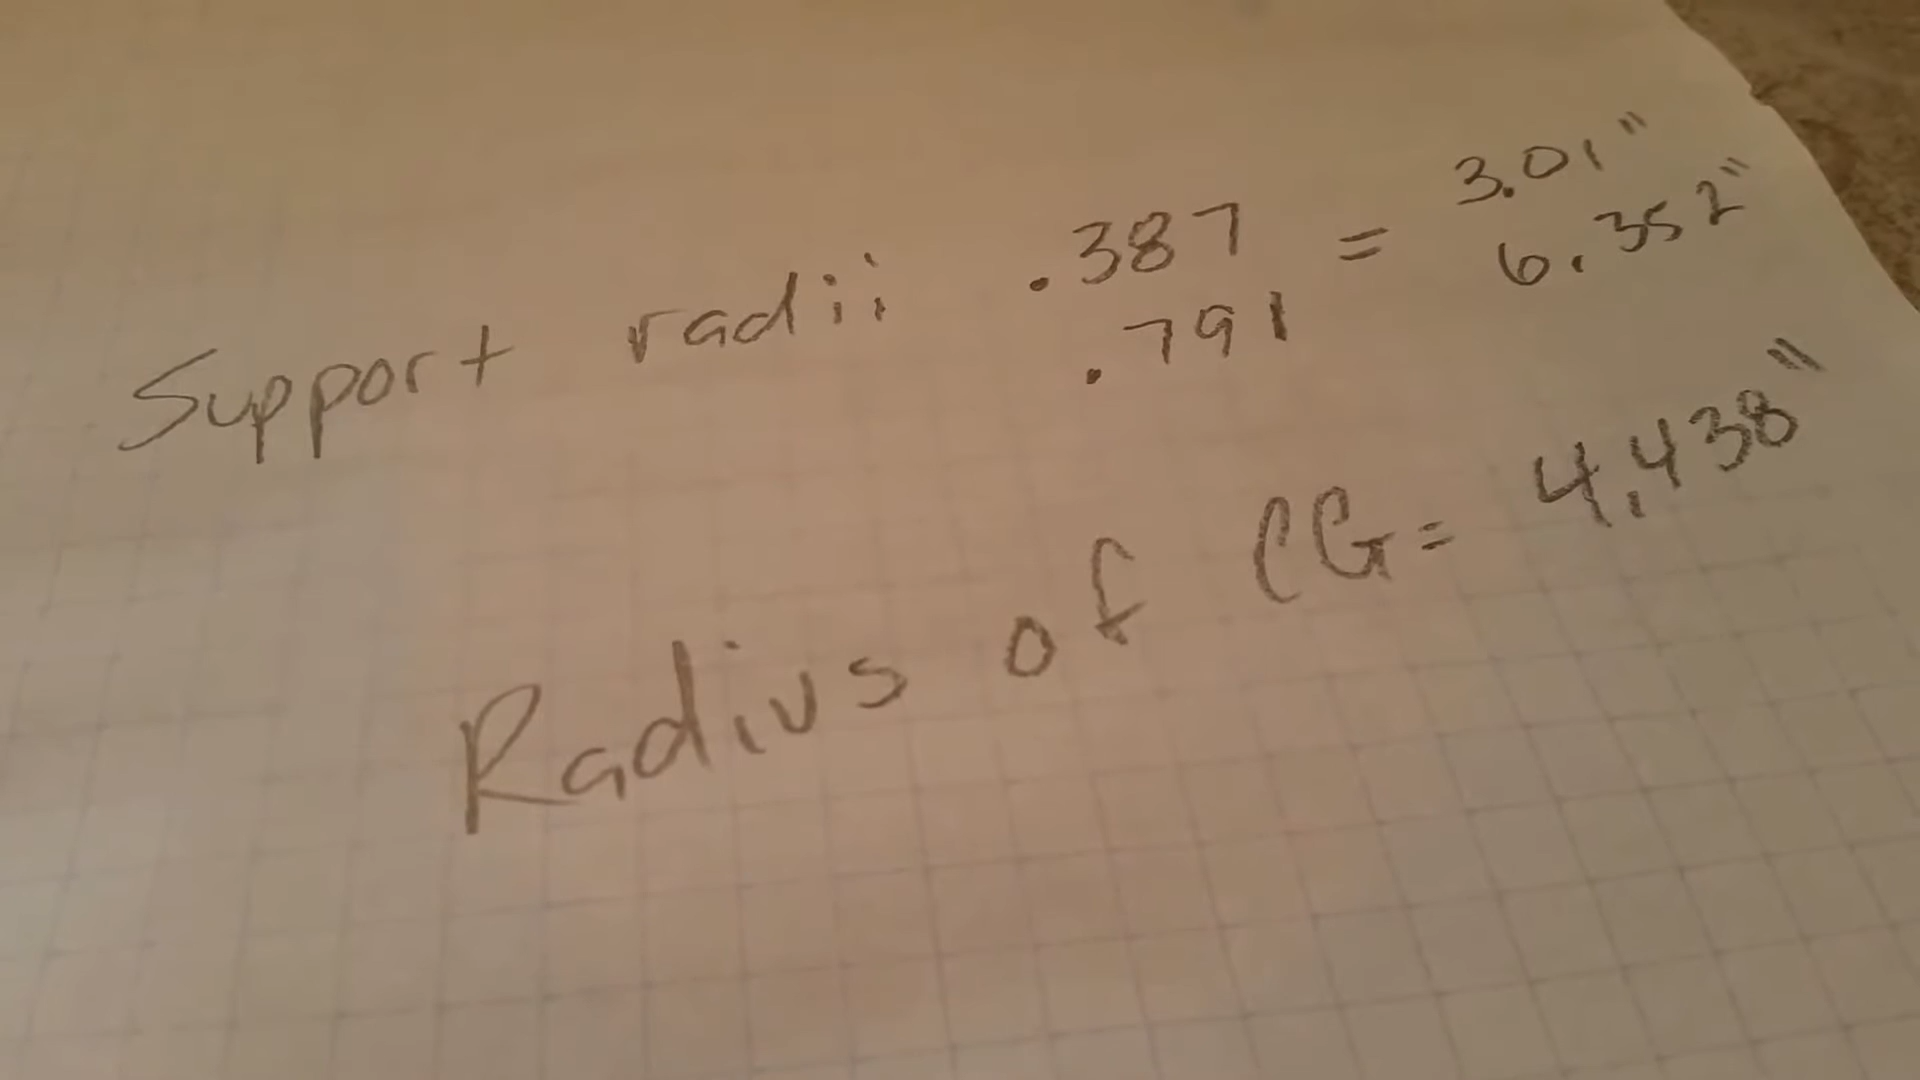 Support radii .387 = 3.01"
.791 6.352"
Radius of CG = 4.438"